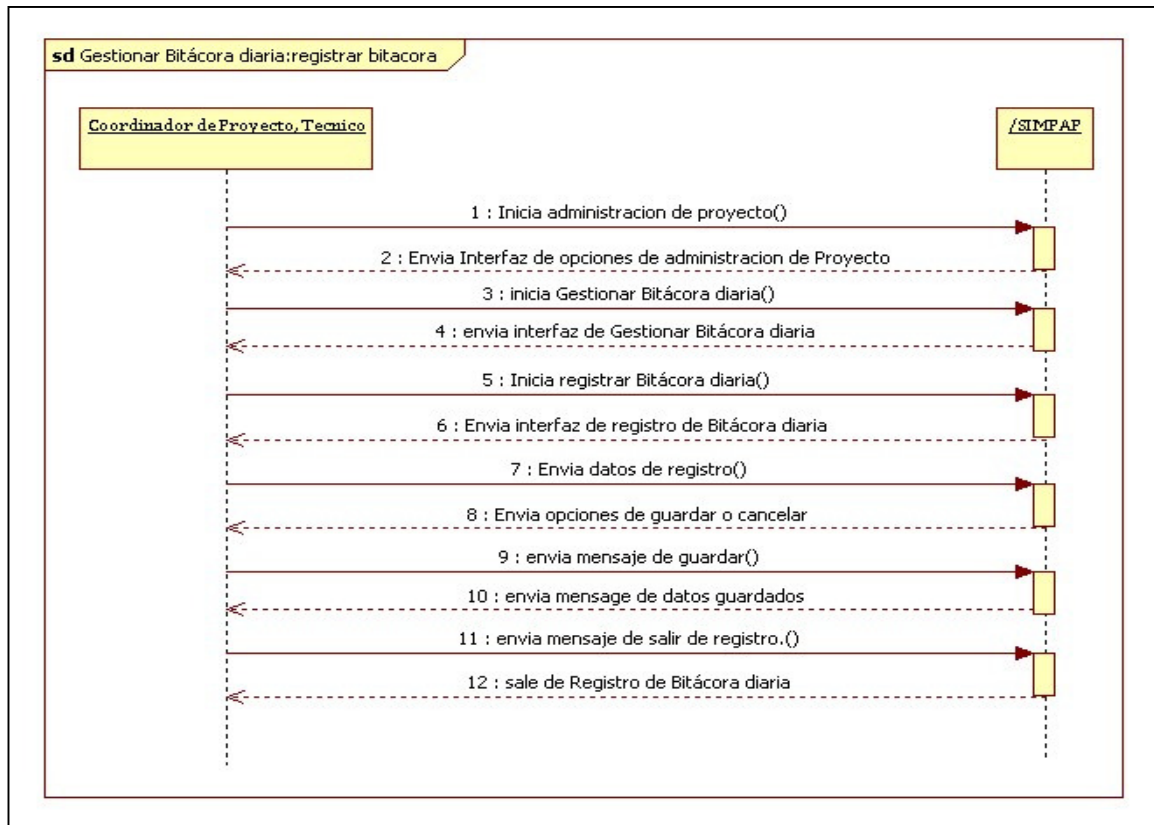 sd Gestionar Bitácora diaria:registrar bitacora
Coordinador de Proyecto, Tecnico
/SIMPAP
1 : Inicia administracion de proyecto()
2 : Envia Interfaz de opciones de administracion de Proyecto
3 : inicia Gestionar Bitácora diaria()
4 : envia interfaz de Gestionar Bitácora diaria
5 : Inicia registrar Bitácora diaria()
6 : Envia interfaz de registro de Bitácora diaria
7 : Envia datos de registro()
8 : Envia opciones de guardar o cancelar
9 : envia mensaje de guardar()
10 : envia mensage de datos guardados
11 : envia mensaje de salir de registro.()
12 : sale de Registro de Bitácora diaria